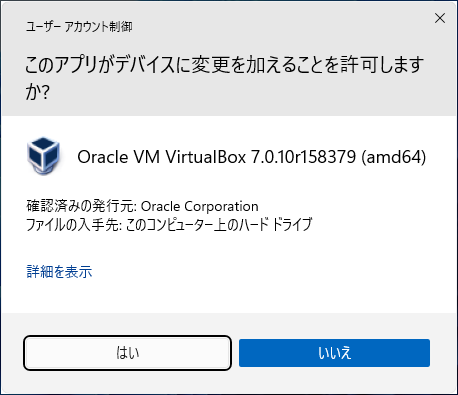 ユーザー アカウント制御
このアプリがデバイスに変更を加えることを許可します
か?
Oracle VM VirtualBox 7.0.10r158379 (amd64)
確認済みの発行元: Oracle Corporation
ファイルの入手先: このコンピューター上のハード ドライブ
詳細を表示
はい
いいえ